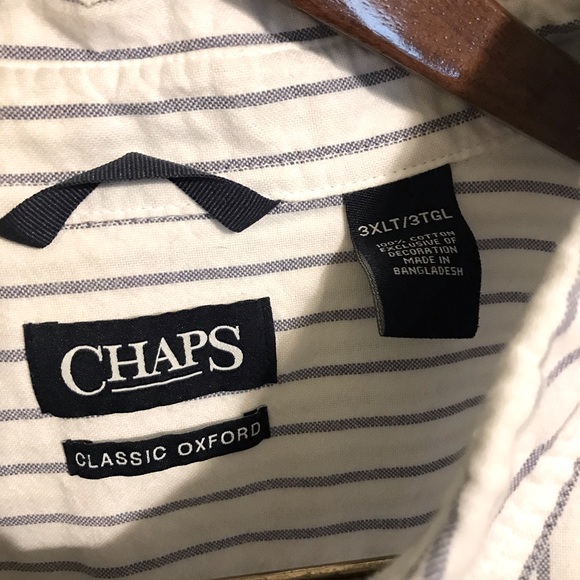 3XLT/3TGL
100% COTTON
EXCLUSIVE OF
DECORATION
MADE IN
BANGLADESH
CHAPS
CLASSIC OXFORD